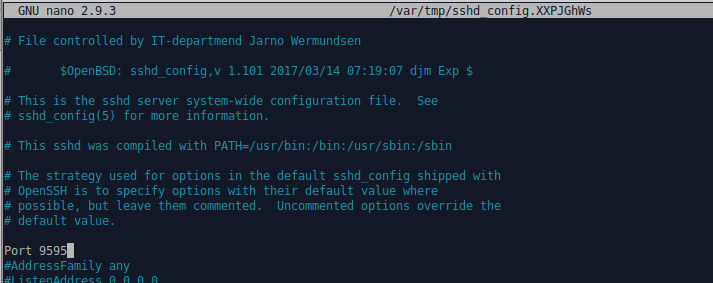 GNU nano 2.9.3 /var/tmp/sshd_config.XXPJGhWs
# File controlled by IT-departmend Jarno Wermundsen
# $OpenBSD: sshd_config,v 1.101 2017/03/14 07:19:07 djm Exp $
# This is the sshd server system-wide configuration file. See
# sshd_config(5) for more information.
# This sshd was compiled with PATH=/usr/bin:/bin:/usr/sbin:/sbin
# The strategy used for options in the default sshd_config shipped with
# OpenSSH is to specify options with their default value where
# possible, but leave them commented. Uncommented options override the
# default value.
Port 9595
#AddressFamily any
#ListenAddress 0.0.0.0